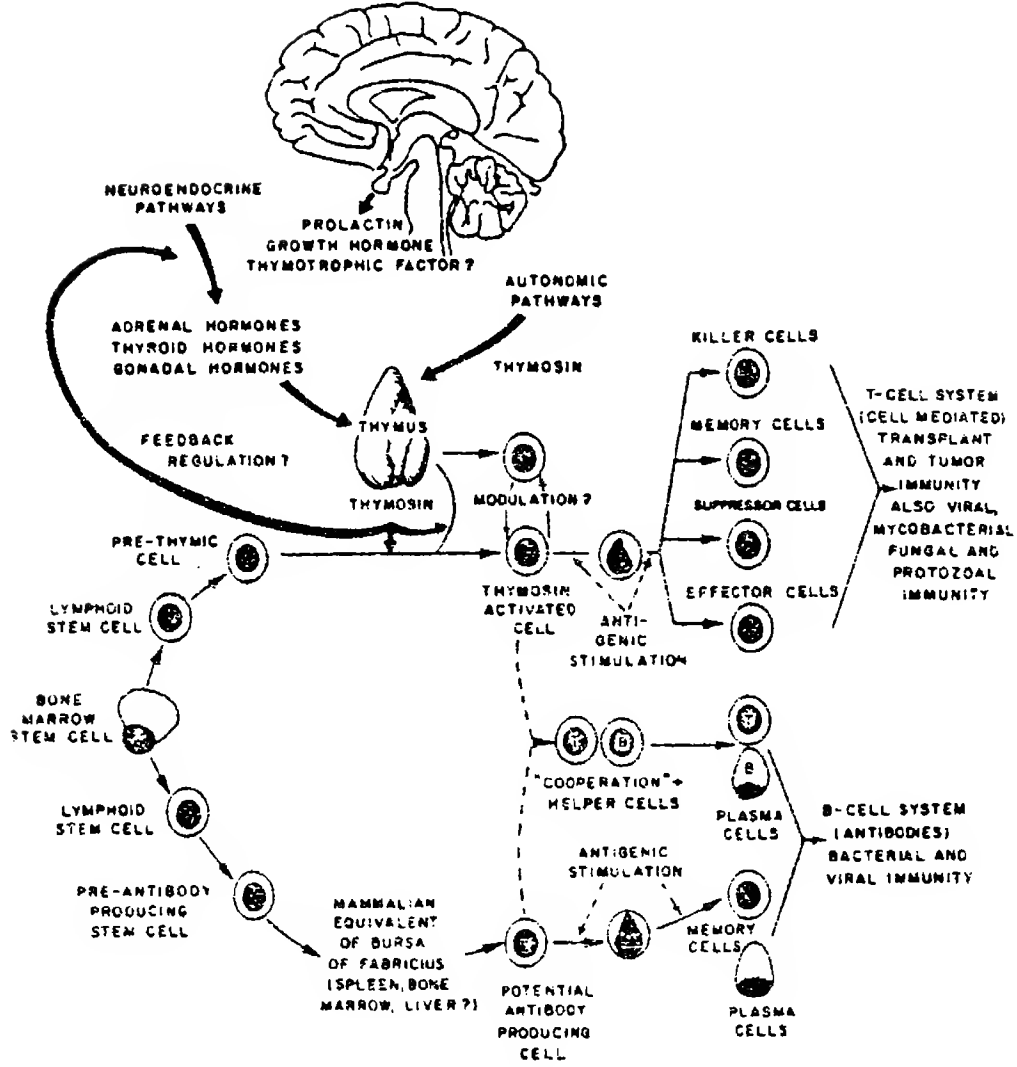 NEUROENDOCRINE
PATHWAYS
PROLACTIN
GROWTH HORMONE
THYMOTROPHIC FACTOR?
AUTONOMIC
PATHWAYS
ADRENAL HORMONES
THYROID HORMONES
GONADAL HORMONES
THYMOSIN
KILLER CELLS
THYMUS
MEMORY CELLS
T-CELL SYSTEM
(CELL MEDIATED)
TRANSPLANT
AND TUMOR
IMMUNITY
ALSO VIRAL,
MYCOBACTERIAL
FUNGAL AND
PROTOZOAL
IMMUNITY
FEEDBACK
REGULATION?
THYMOSIN
MODULATION?
SUPPRESSOR CELLS
PRE-THYMIC
CELL
THYMOSIN
ACTIVATED
CELL
EFFECTOR CELLS
LYMPHOID
STEM CELL
ANTI-
GENIC
STIMULATION
BONE
MARROW
STEM CELL
T
T
B
"COOPERATION"+
HELPER CELLS
B
PLASMA
CELLS
LYMPHOID
STEM CELL
B-CELL SYSTEM
(ANTIBODIES)
BACTERIAL AND
VIRAL IMMUNITY
ANTIGENIC
STIMULATION
PRE-ANTIBODY
PRODUCING
STEM CELL
MAMMALIAN
EQUIVALENT
OF BURSA
OF FABRICIUS
(SPLEEN, BONE
MARROW, LIVER?)
MEMORY
CELLS
POTENTIAL
ANTIBODY
PRODUCING
CELL
PLASMA
CELLS